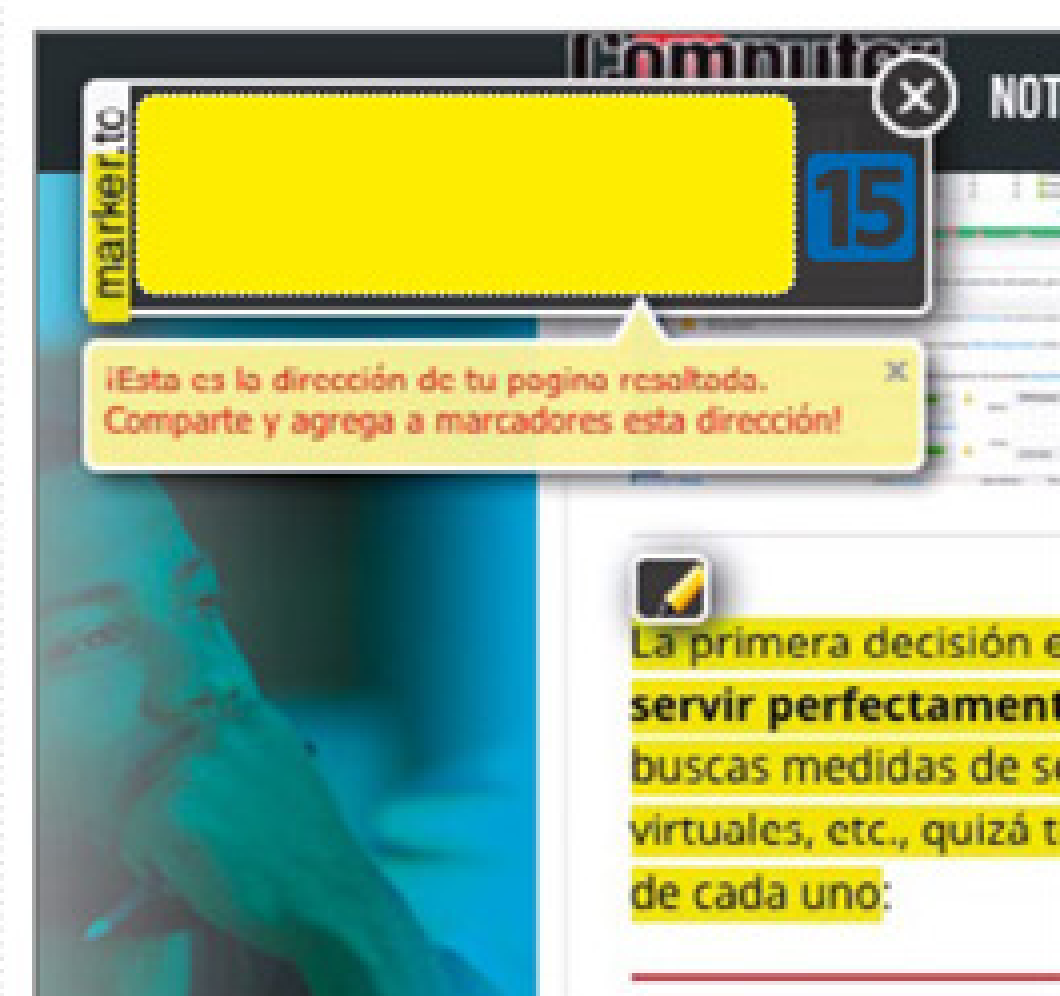 Computer
NOT
marker.to
15
¡Esta es la dirección de tu pagina resaltada.
Comparte y agrega a marcadores esta dirección!
La primera decisión e
servir perfectament
buscas medidas de se
virtuales, etc., quizá t
de cada uno: